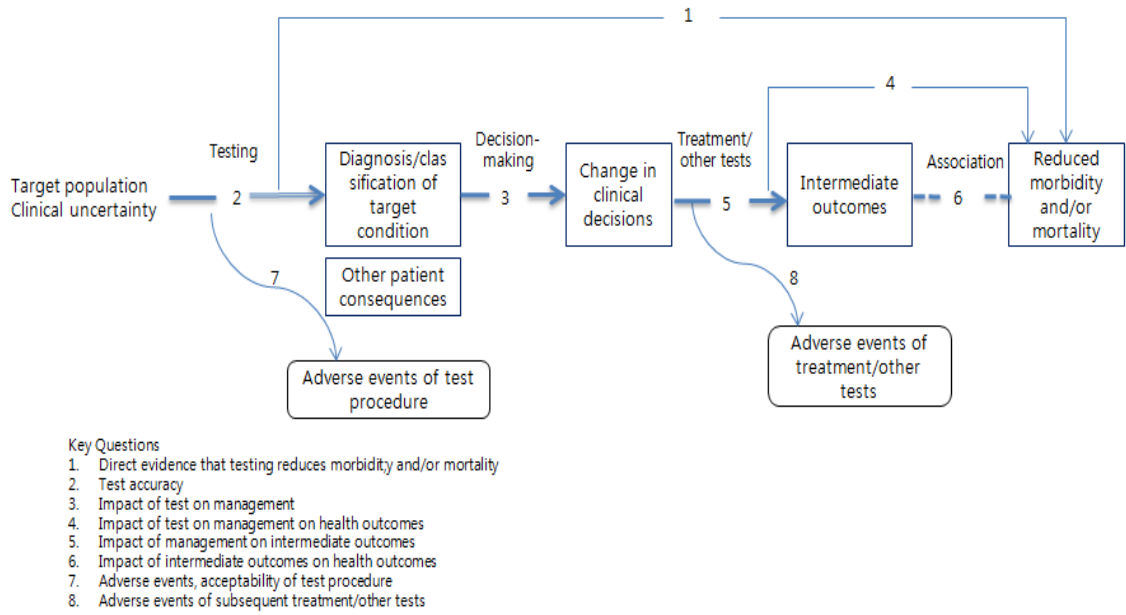 1
4
Testing
Decision-
making
Treatment/
other tests
Association
Target population
Clinical uncertainty
2
Diagnosis/clas
sification of
target
condition
3
Change in
clinical
decisions
5
Intermediate
outcomes
6
Reduced
morbidity
and/or
mortality
7
Other patient
consequences
8
Adverse events of test
procedure
Adverse events of
treatment/other
tests
Key Questions
1. Direct evidence that testing reduces morbidit;y and/or mortality
2. Test accuracy
3. Impact of test on management
4. Impact of test on management on health outcomes
5. Impact of management on intermediate outcomes
6. Impact of intermediate outcomes on health outcomes
7. Adverse events, acceptability of test procedure
8. Adverse events of subsequent treatment/other tests